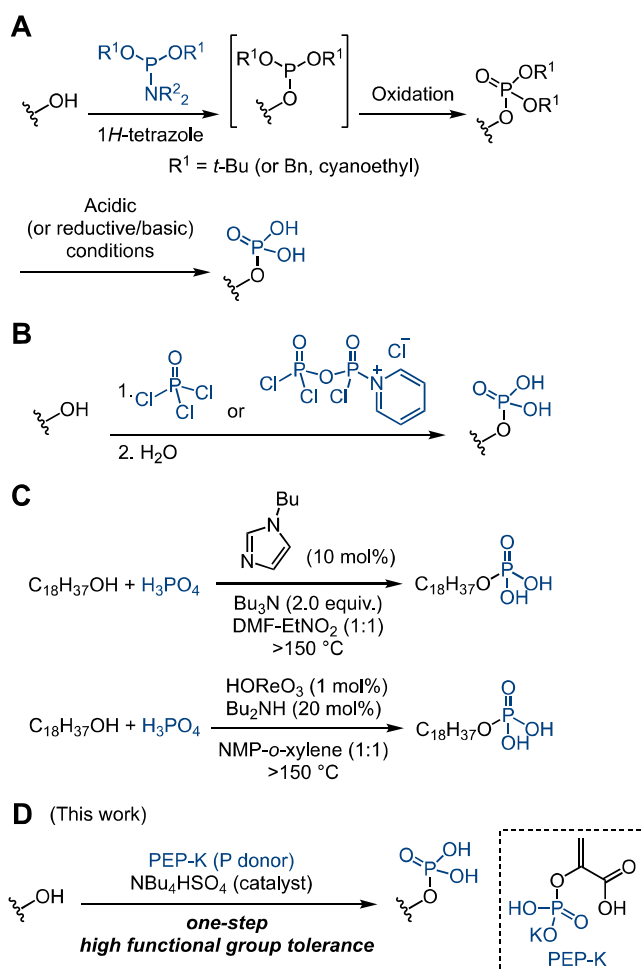 A
R¹O P OR¹
NR²₂
OH
1H-tetrazole
R¹O P OR¹
O
Oxidation
O P OR¹
OR¹
O
R¹ = t-Bu (or Bn, cyanoethyl)
Acidic
(or reductive/basic)
conditions
O P OH
OH
O
B
OH
1.
O
Cl P Cl
Cl
or
O O
Cl P O P N⁺
Cl Cl
Cl⁻
2. H₂O
O P OH
OH
O
C
C₁₈H₃₇OH + H₃PO₄
Bu
N
N
(10 mol%)
Bu₃N (2.0 equiv.)
DMF-EtNO₂ (1:1)
>150 °C
O
C₁₈H₃₇O P OH
OH
C₁₈H₃₇OH + H₃PO₄
HOReO₃ (1 mol%)
Bu₂NH (20 mol%)
NMP-o-xylene (1:1)
>150 °C
O
C₁₈H₃₇O P OH
OH
D (This work)
OH
PEP-K (P donor)
NBu4HSO4 (catalyst)
one-step
high functional group tolerance
O P OH
OH
O
O O
HO P O OH
KO
PEP-K